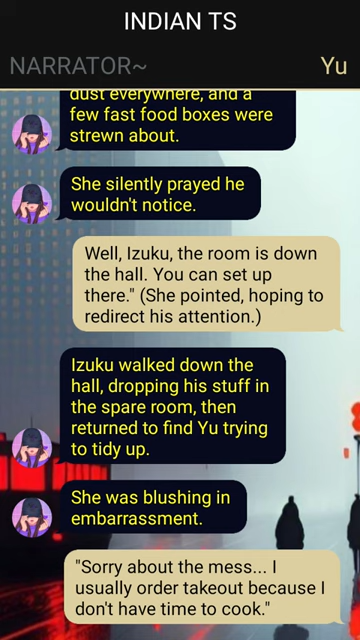 INDIAN TS
NARRATOR~ Yu
dust everywhere, and a
few fast food boxes were
strewn about.
She silently prayed he
wouldn't notice.
Well, Izuku, the room is down
the hall. You can set up
there." (She pointed, hoping to
redirect his attention.)
Izuku walked down the
hall, dropping his stuff in
the spare room, then
returned to find Yu trying
to tidy up.
She was blushing in
embarrassment.
"Sorry about the mess... I
usually order takeout because I
don't have time to cook."